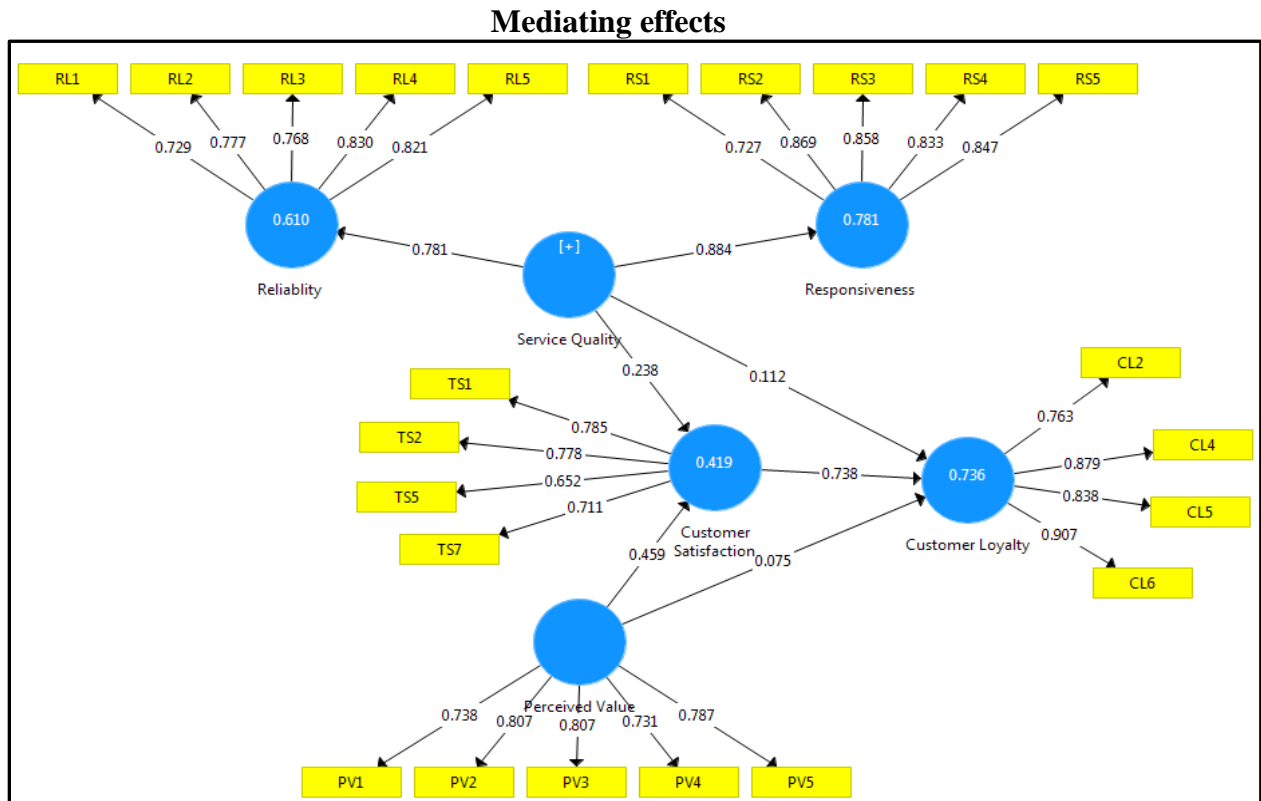 Mediating effects
RL1
RL2
RL3
RL4
RL5
RS1
RS2
RS3
RS4
RS5
0.729
0.777
0.768
0.830
0.821
0.727
0.869
0.858
0.833
0.847
0.610
0.781
[+]
0.781
0.884
Reliablity
Responsiveness
Service Quality
0.238
0.112
TS1
TS2
TS5
TS7
0.785
0.778
0.652
0.711
0.419
Customer
Satisfaction
0.738
0.736
Customer Loyalty
CL2
CL4
CL5
CL6
0.763
0.879
0.838
0.907
0.459
0.075
Perceived Value
0.738
0.807
0.807
0.731
0.787
PV1
PV2
PV3
PV4
PV5